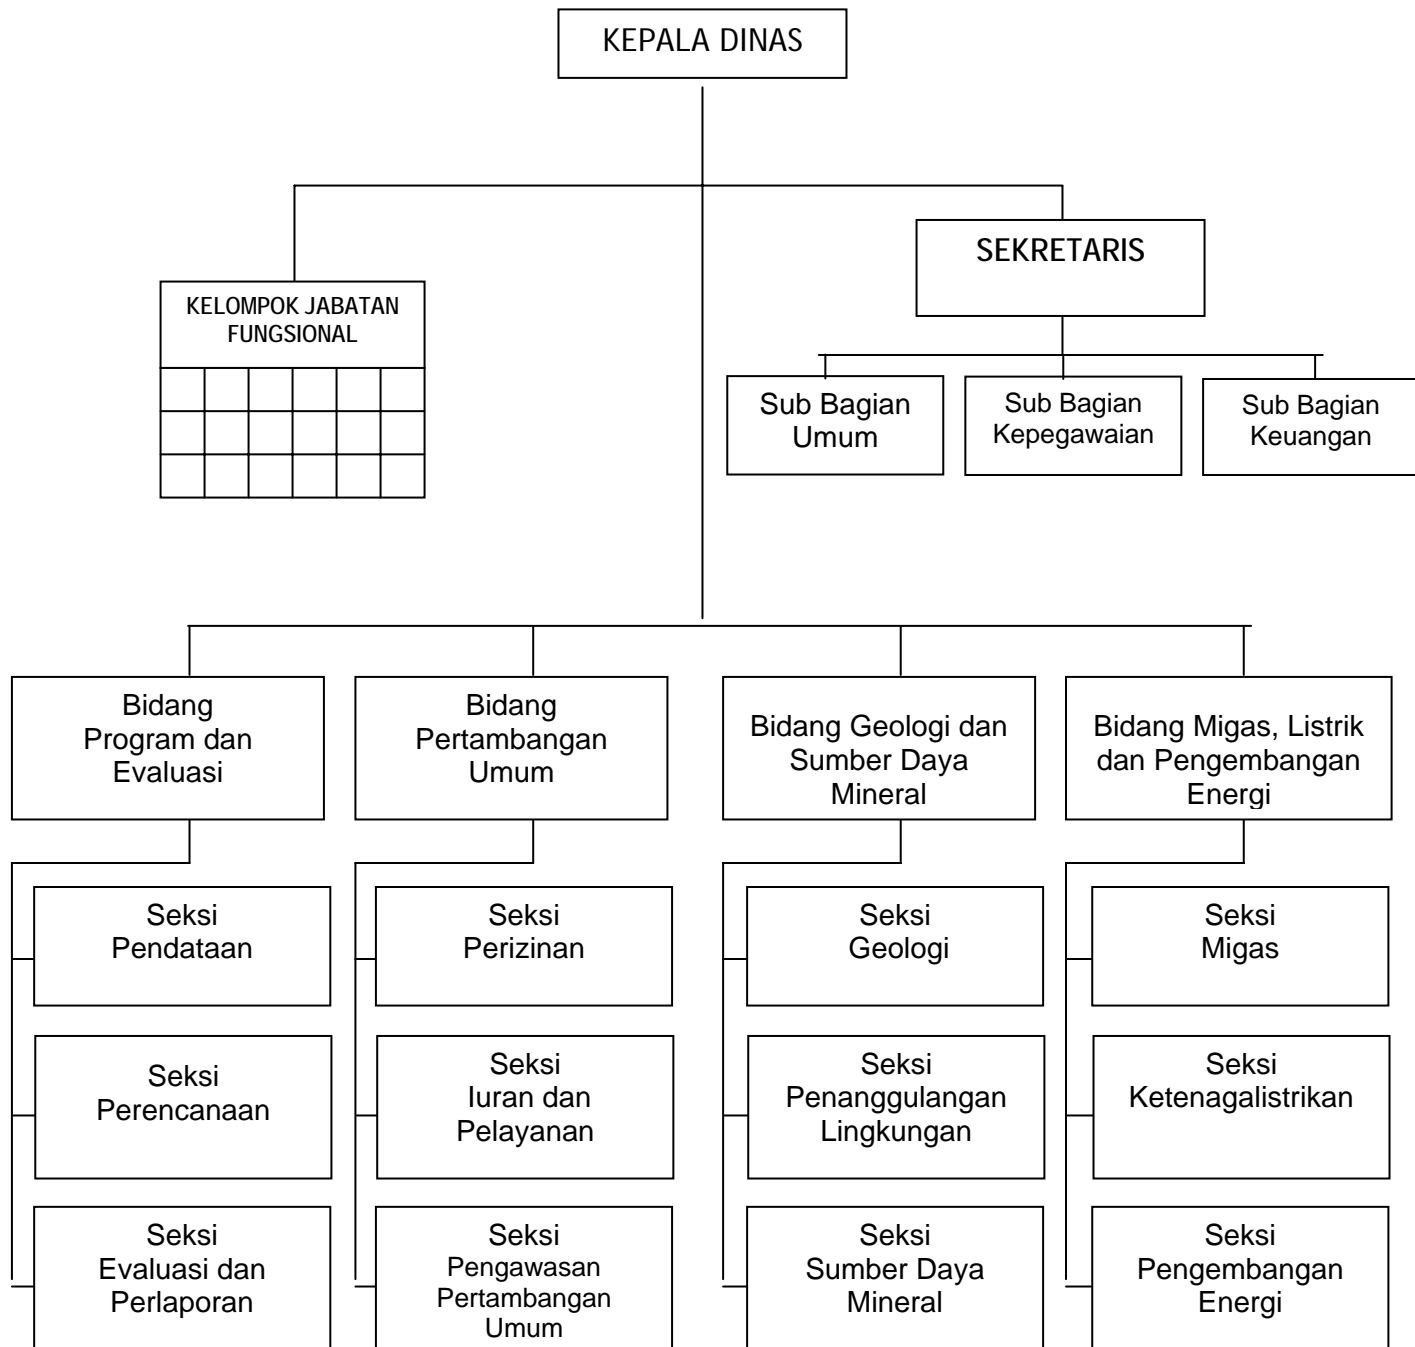 KEPALA DINAS
SEKRETARIS
KELOMPOK JABATAN
FUNGSIONAL
Sub Bagian
Umum
Sub Bagian
Kepegawaian
Sub Bagian
Keuangan
Bidang
Program dan
Evaluasi
Bidang
Pertambangan
Umum
Bidang Geologi dan
Sumber Daya
Mineral
Bidang Migas, Listrik
dan Pengembangan
Energi
Seksi
Pendataan
Seksi
Perizinan
Seksi
Geologi
Seksi
Migas
Seksi
Perencanaan
Seksi
Iuran dan
Pelayanan
Seksi
Penanggulangan
Lingkungan
Seksi
Ketenagalistrikan
Seksi
Evaluasi dan
Perlaporan
Seksi
Pengawasan
Pertambangan
Umum
Seksi
Sumber Daya
Mineral
Seksi
Pengembangan
Energi